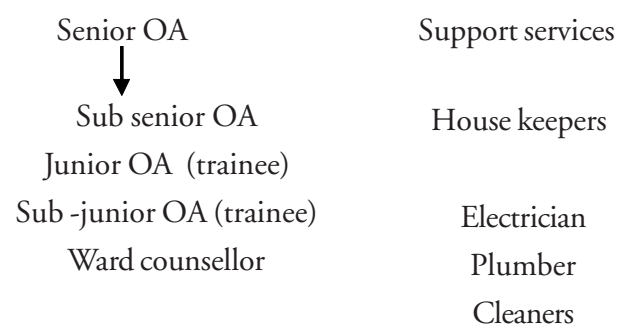 Senior OA
Sub senior OA
Junior OA (trainee)
Sub -junior OA (trainee)
Ward counsellor
Support services
House keepers
Electrician
Plumber
Cleaners